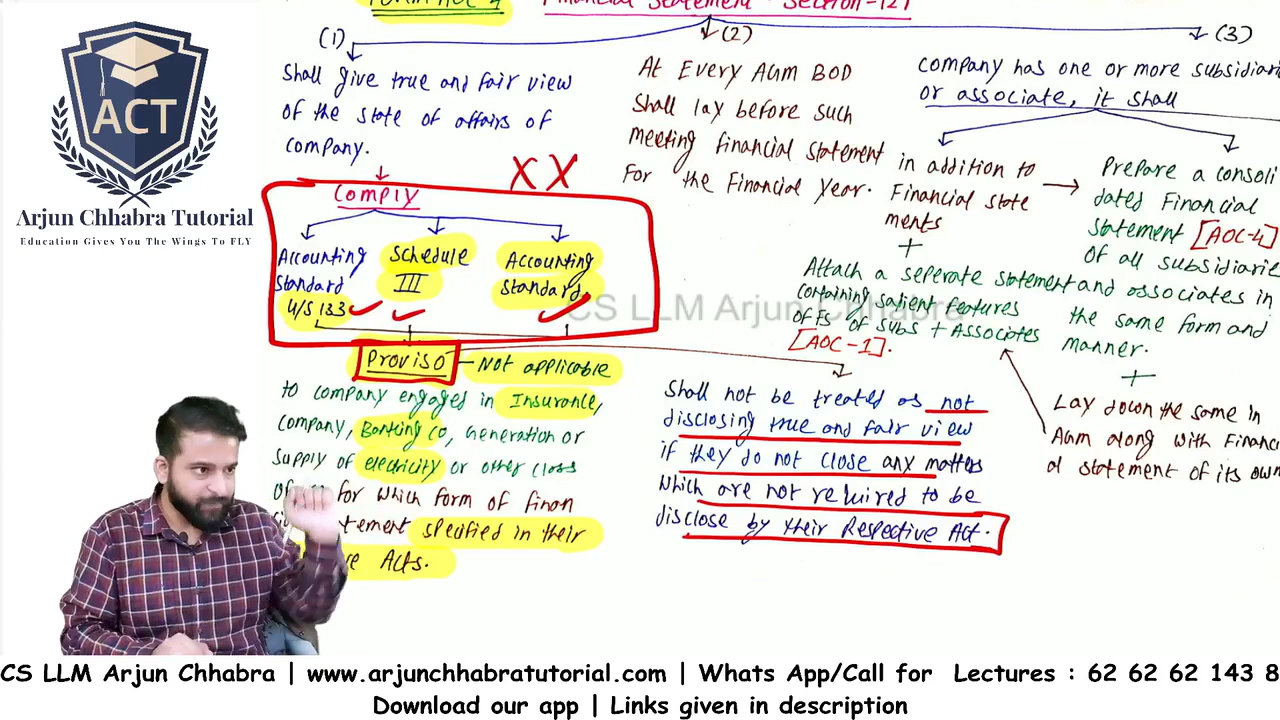 Form AOC-4
Financial Statement - Section-129
(1)
(2)
(3)
Shall give true and fair view
of the state of affairs of
company.
XX
Comply
Accounting
Standard
u/s 133
Schedule
III
Accounting
Standard
Proviso
Not applicable
to company engaged in Insurance,
company, Banking co, Generation or
supply of electricity or other class
for which form of finan
tement specified in their
Acts.
At Every AGM BOD
Shall lay before such
meeting financial statement
For the Financial Year.
company has one or more subsidiari
or associate, it shall
in addition to
Financial state
ments
+
Attach a seperate statement
containing salient features
of FS of Subs + Associates
[AOC-1].
Prepare a consoli
dated Financial
Statement [AOC-4]
of all subsidiarie
and associates in
the same form and
manner.
+
Lay down the same in
AGM along with Financi
al statement of its own
Shall not be treated as not
disclosing true and fair view
if they do not close any matters
which are not required to be
disclose by their Respective Act.
CS LLM Arjun Chhabra
ACT
Arjun Chhabra Tutorial
Education Gives You The Wings To FLY
CS LLM Arjun Chhabra | www.arjunchhabratutorial.com | Whats App/Call for Lectures : 62 62 62 143 8
Download our app | Links given in description